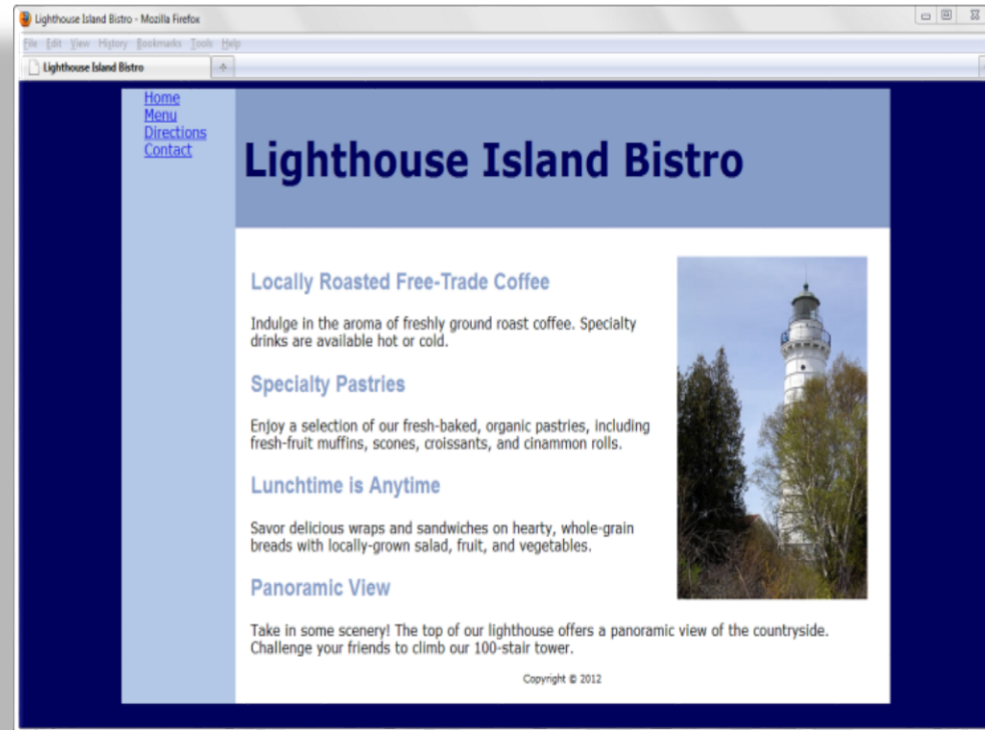 Lighthouse Island Bistro - Mozilla Firefox
File Edit View History Bookmarks Tools Help
Lighthouse Island Bistro
Home
Menu
Directions
Contact
Lighthouse Island Bistro
Locally Roasted Free-Trade Coffee
Indulge in the aroma of freshly ground roast coffee. Specialty
drinks are available hot or cold.
Specialty Pastries
Enjoy a selection of our fresh-baked, organic pastries, including
fresh-fruit muffins, scones, croissants, and cinammon rolls.
Lunchtime is Anytime
Savor delicious wraps and sandwiches on hearty, whole-grain
breads with locally-grown salad, fruit, and vegetables.
Panoramic View
Take in some scenery! The top of our lighthouse offers a panoramic view of the countryside.
Challenge your friends to climb our 100-stair tower.
Copyright © 2012